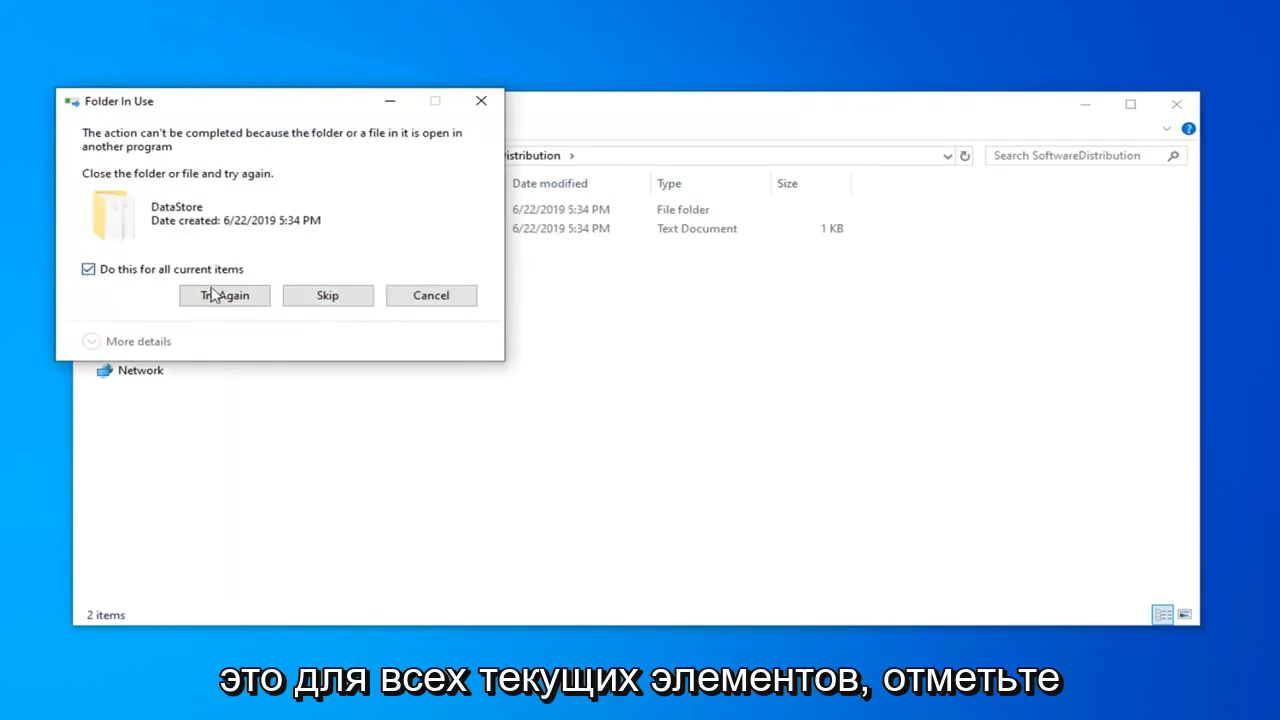 Folder In Use
The action can't be completed because the folder or a file in it is open in
another program
Close the folder or file and try again.
DataStore
Date created: 6/22/2019 5:34 PM
Do this for all current items
Try Again
Skip
Cancel
More details
istribution
Search SoftwareDistribution
Date modified
Type
Size
6/22/2019 5:34 PM
File folder
6/22/2019 5:34 PM
Text Document
1 KB
Network
2 items
это для всех текущих элементов, отметьте